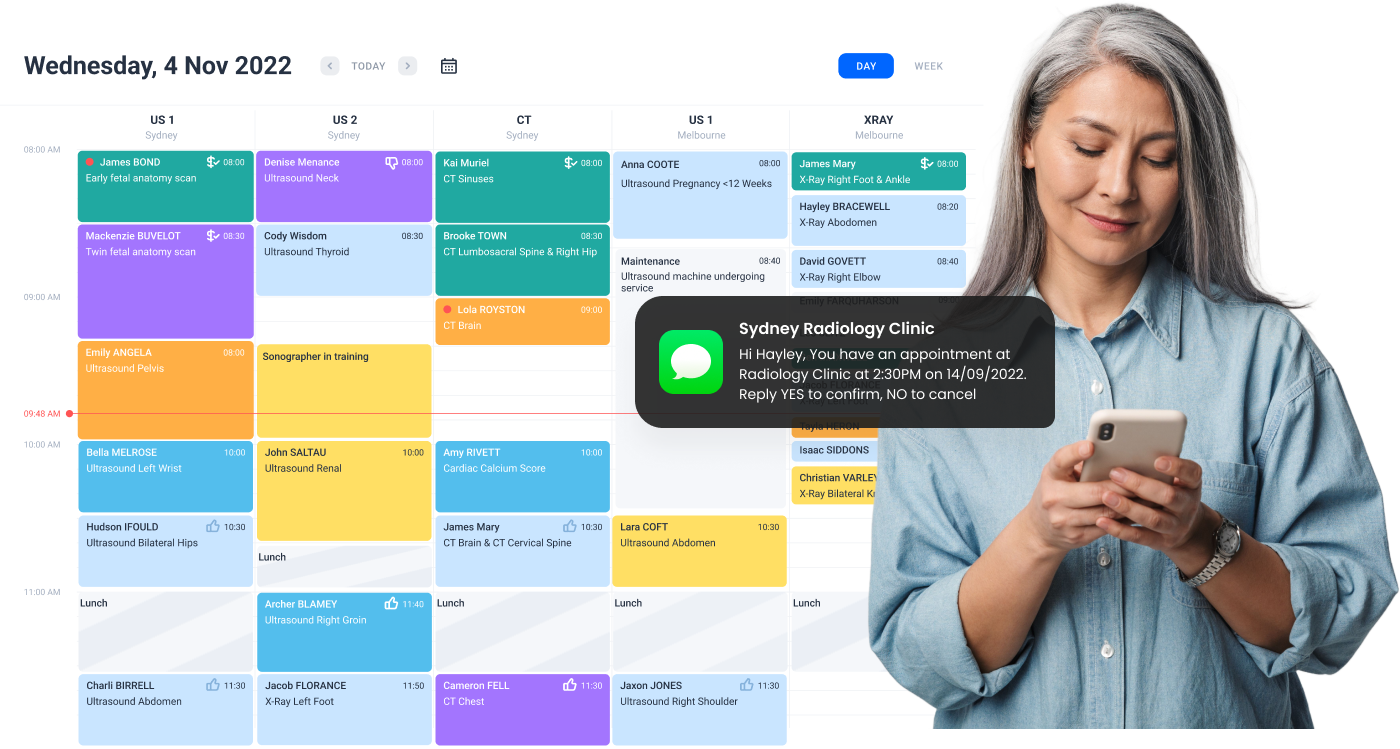 Wednesday, 4 Nov 2022
TODAY
DAY
WEEK
US 1
Sydney
US 2
Sydney
CT
Sydney
US 1
Melbourne
XRAY
Melbourne
08:00 AM
09:00 AM
09:48 AM
10:00 AM
11:00 AM
James BOND 08:00
Early fetal anatomy scan
Mackenzie BUVELOT 08:30
Twin fetal anatomy scan
Emily ANGELA 08:00
Ultrasound Pelvis
Bella MELROSE 10:00
Ultrasound Left Wrist
Hudson IFOULD 10:30
Ultrasound Bilateral Hips
Lunch
Charli BIRRELL 11:30
Ultrasound Abdomen
Denise Menance 08:00
Ultrasound Neck
Cody Wisdom 08:30
Ultrasound Thyroid
Sonographer in training
John SALTAU 10:00
Ultrasound Renal
Lunch
Archer BLAMEY 11:40
Ultrasound Right Groin
Jacob FLORANCE 11:50
X-Ray Left Foot
Kai Muriel 08:00
CT Sinuses
Brooke TOWN 08:30
CT Lumbosacral Spine & Right Hip
Lola ROYSTON 09:00
CT Brain
Amy RIVETT 10:00
Cardiac Calcium Score
James Mary 10:30
CT Brain & CT Cervical Spine
Lunch
Cameron FELL 11:30
CT Chest
Anna COOTE 08:00
Ultrasound Pregnancy <12 Weeks
Maintenance 08:40
Ultrasound machine undergoing
service
Lara COFT 10:30
Ultrasound Abdomen
Lunch
Jaxon JONES 11:30
Ultrasound Right Shoulder
James Mary 08:00
X-Ray Right Foot & Ankle
Hayley BRACEWELL 08:20
X-Ray Abodomen
David GOVETT 08:40
X-Ray Right Elbow
Emily FARQUHARSON
Tayla HERON
Isaac SIDDONS
Christian VARLEY
X-Ray Bilateral
Lunch
Sydney Radiology Clinic
Hi Hayley, You have an appointment at
Radiology Clinic at 2:30PM on 14/09/2022.
Reply YES to confirm, NO to cancel